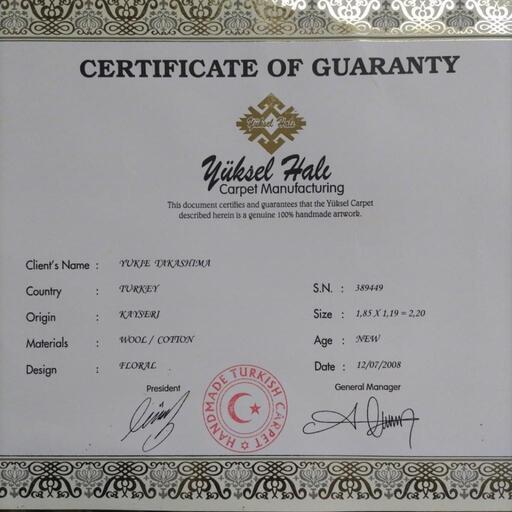 CERTIFICATE OF GUARANTY
Yüksel Halı
Yüksel Halı
Carpet Manufacturing
This document certifies and guarantees that the Yüksel Carpet
described herein is a genuine 100% handmade artwork.
Client's Name : YUKIE TAKASHIMA
Country : TURKEY S.N. : 389449
Origin : KAYSERI Size : 1,85 X 1,19 = 2,20
Materials : WOOL / COTTON Age : NEW
Design : FLORAL Date : 12/07/2008
President General Manager
HANDMADE TURKISH CARPET